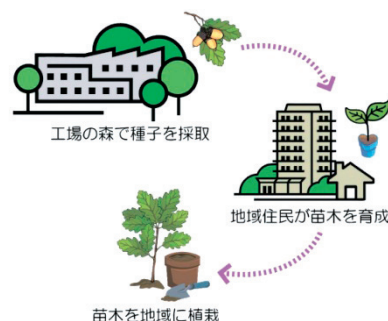 工場の森で種子を採取
地域住民が苗木を育成
苗木を地域に植栽